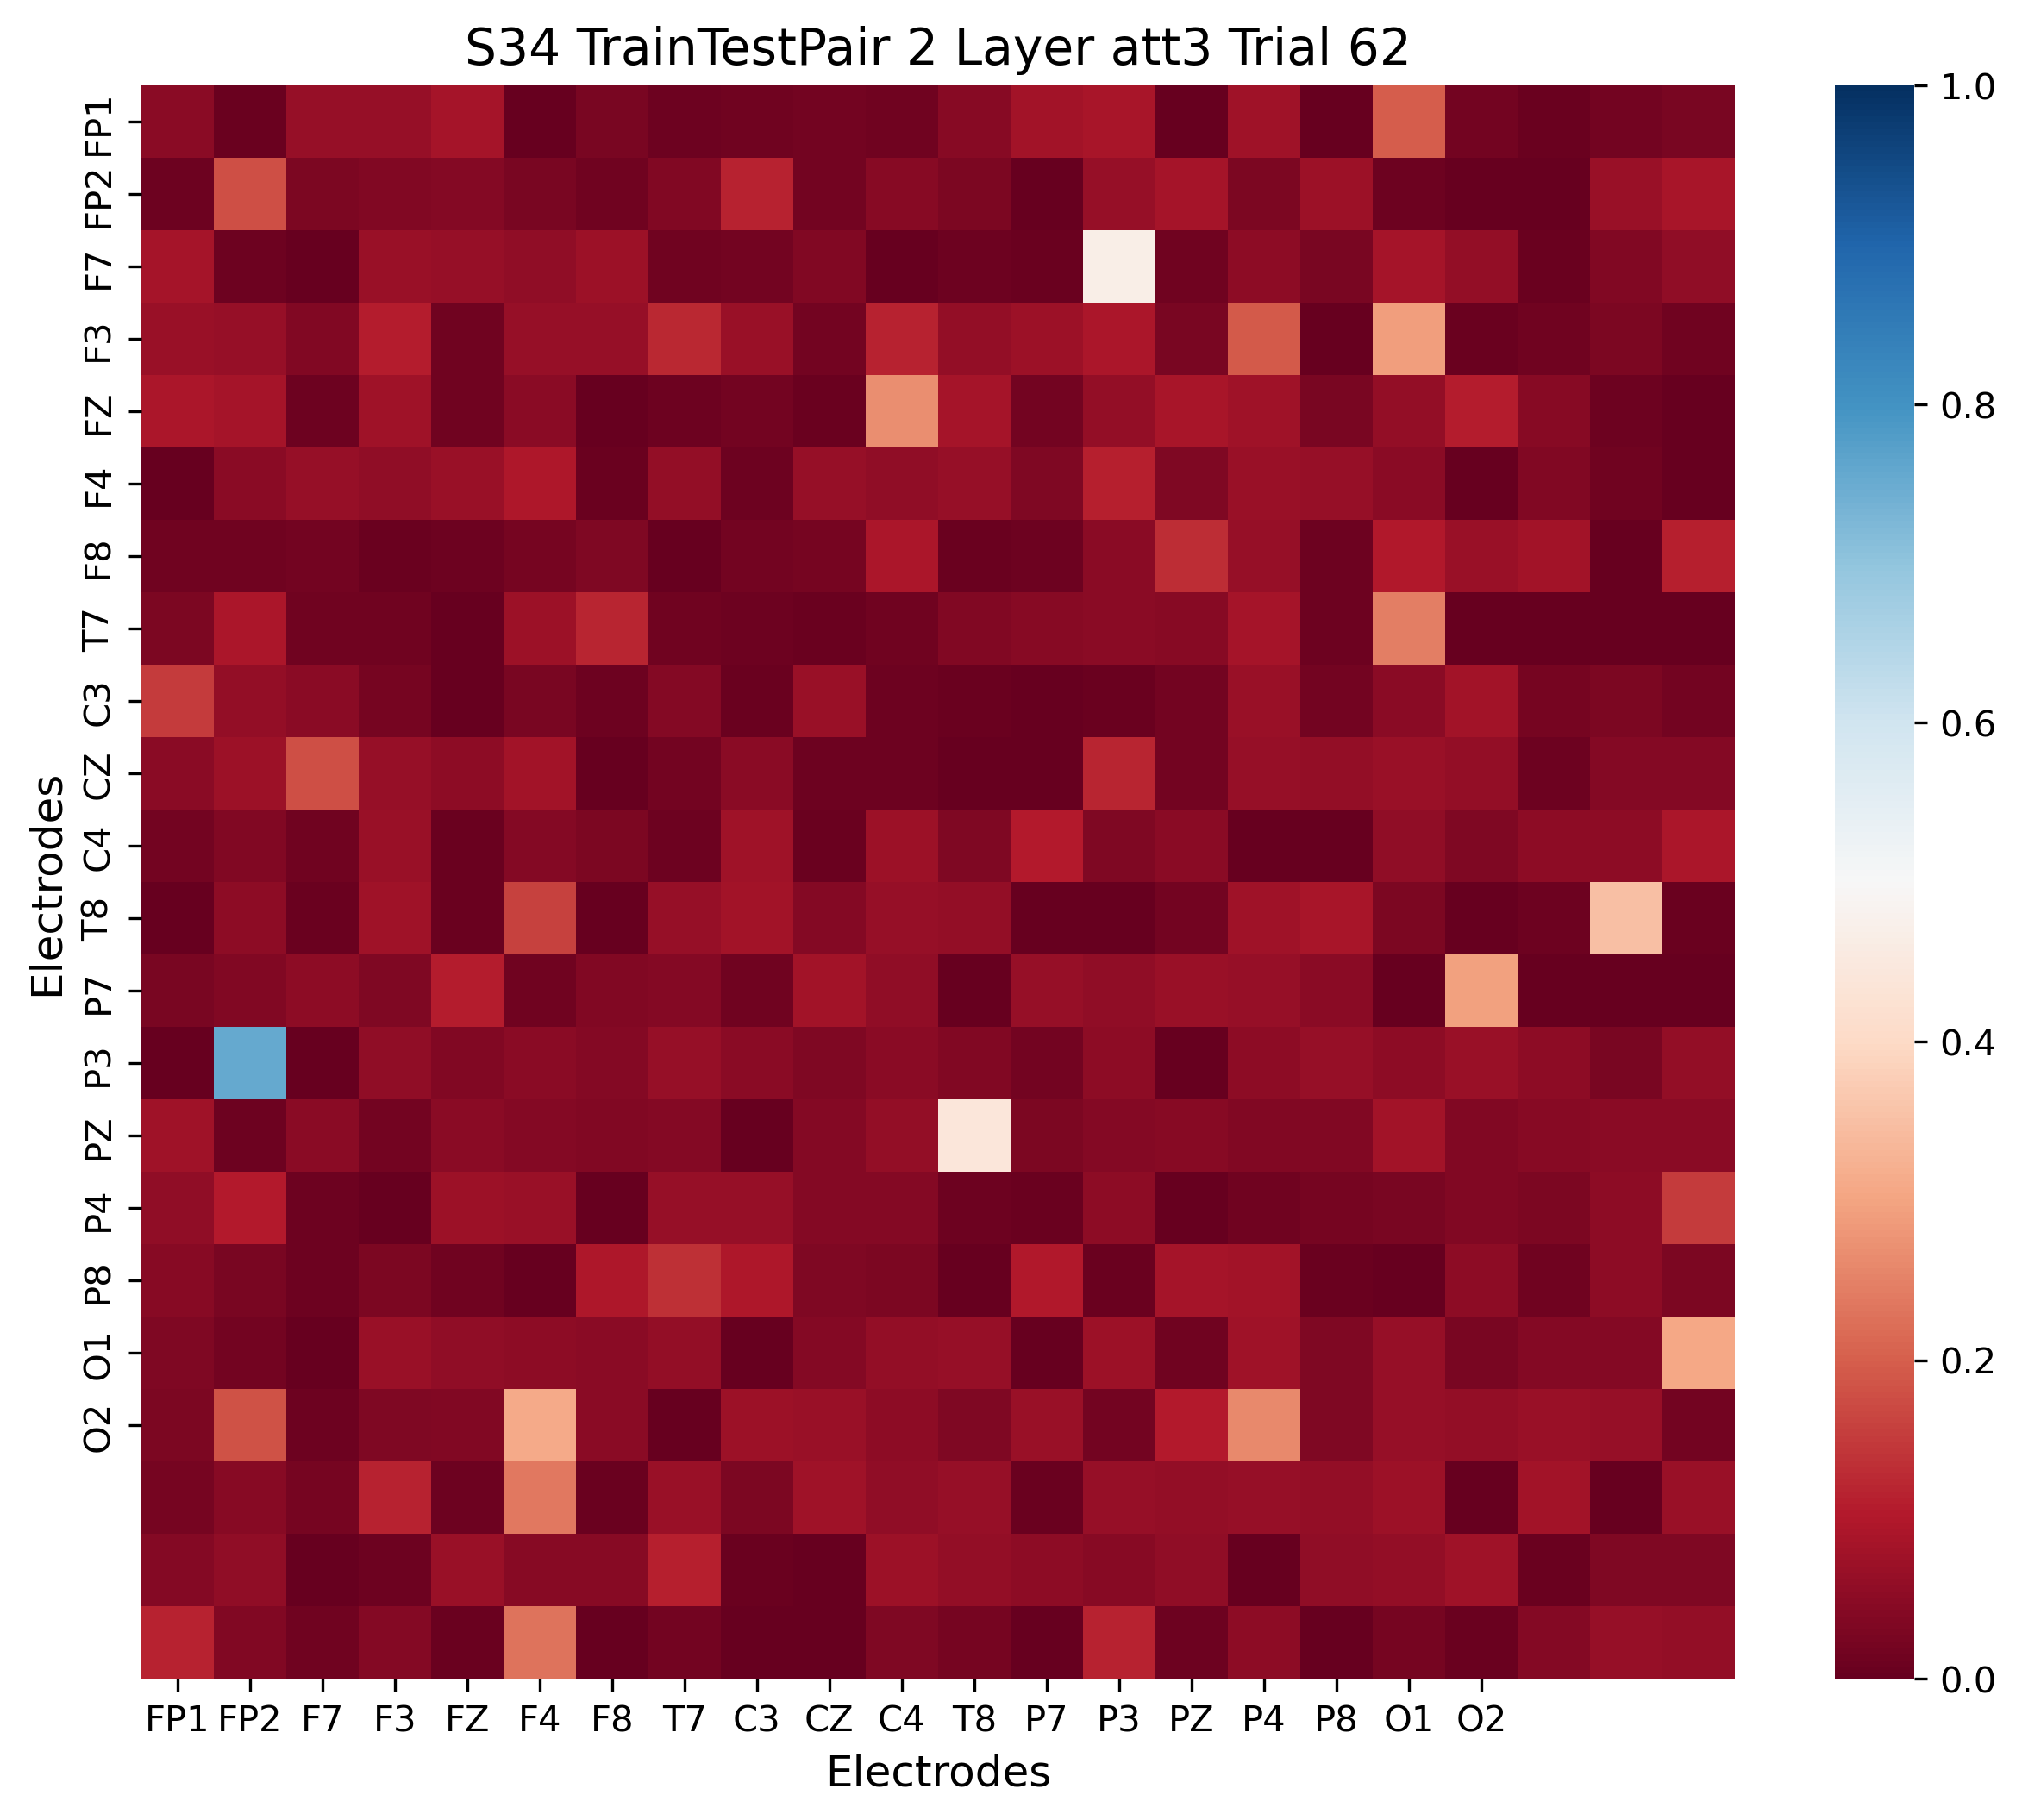 S34 TrainTestPair 2 Layer att3 Trial 62
Electrodes
FP1
FP2
F7
F3
FZ
F4
F8
T7
C3
CZ
C4
T8
P7
P3
PZ
P4
P8
O1
O2
FP1 FP2 F7 F3 FZ F4 F8 T7 C3 CZ C4 T8 P7 P3 PZ P4 P8 O1 O2
Electrodes
1.0
0.8
0.6
0.4
0.2
0.0